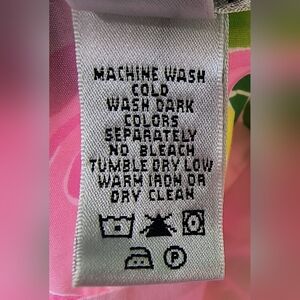 MACHINE WASH
COLD
WASH DARK
COLORS
SEPARATELY
NO BLEACH
TUMBLE DRY LOW
WARM IRON OR
DRY CLEAN
P